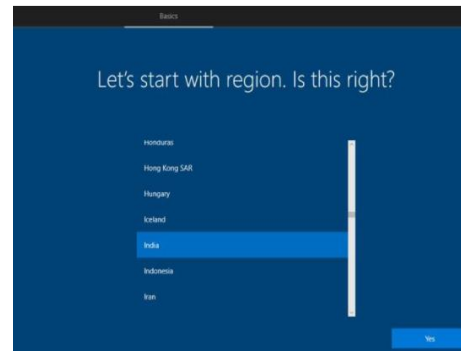 Basics
Let's start with region. Is this right?
Honduras
Hong Kong SAR
Hungary
Iceland
India
Indonesia
Iran
Yes